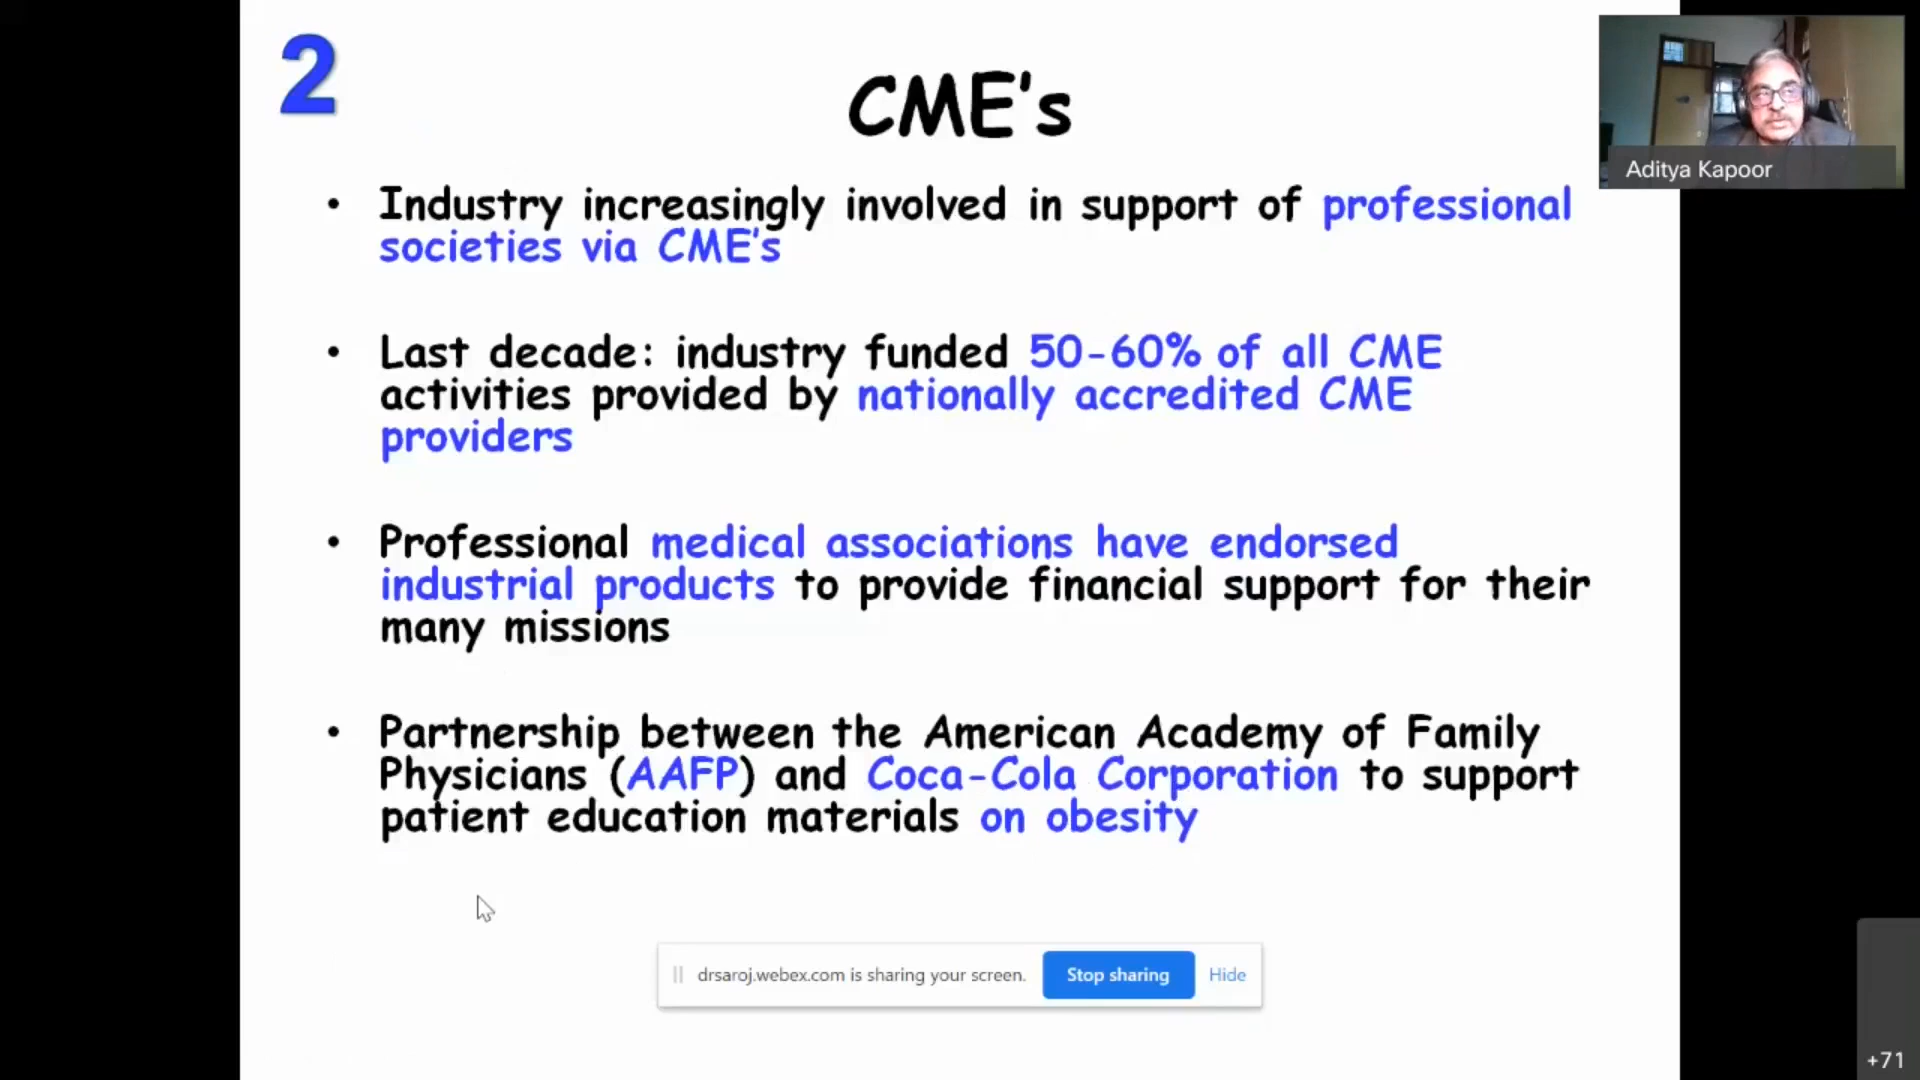 2
CME's
Aditya Kapoor
• Industry increasingly involved in support of professional
societies via CME's
• Last decade: industry funded 50-60% of all CME
activities provided by nationally accredited CME
providers
• Professional medical associations have endorsed
industrial products to provide financial support for their
many missions
• Partnership between the American Academy of Family
Physicians (AAFP) and Coca-Cola Corporation to support
patient education materials on obesity
drsaroj.webex.com is sharing your screen. Stop sharing Hide
+71